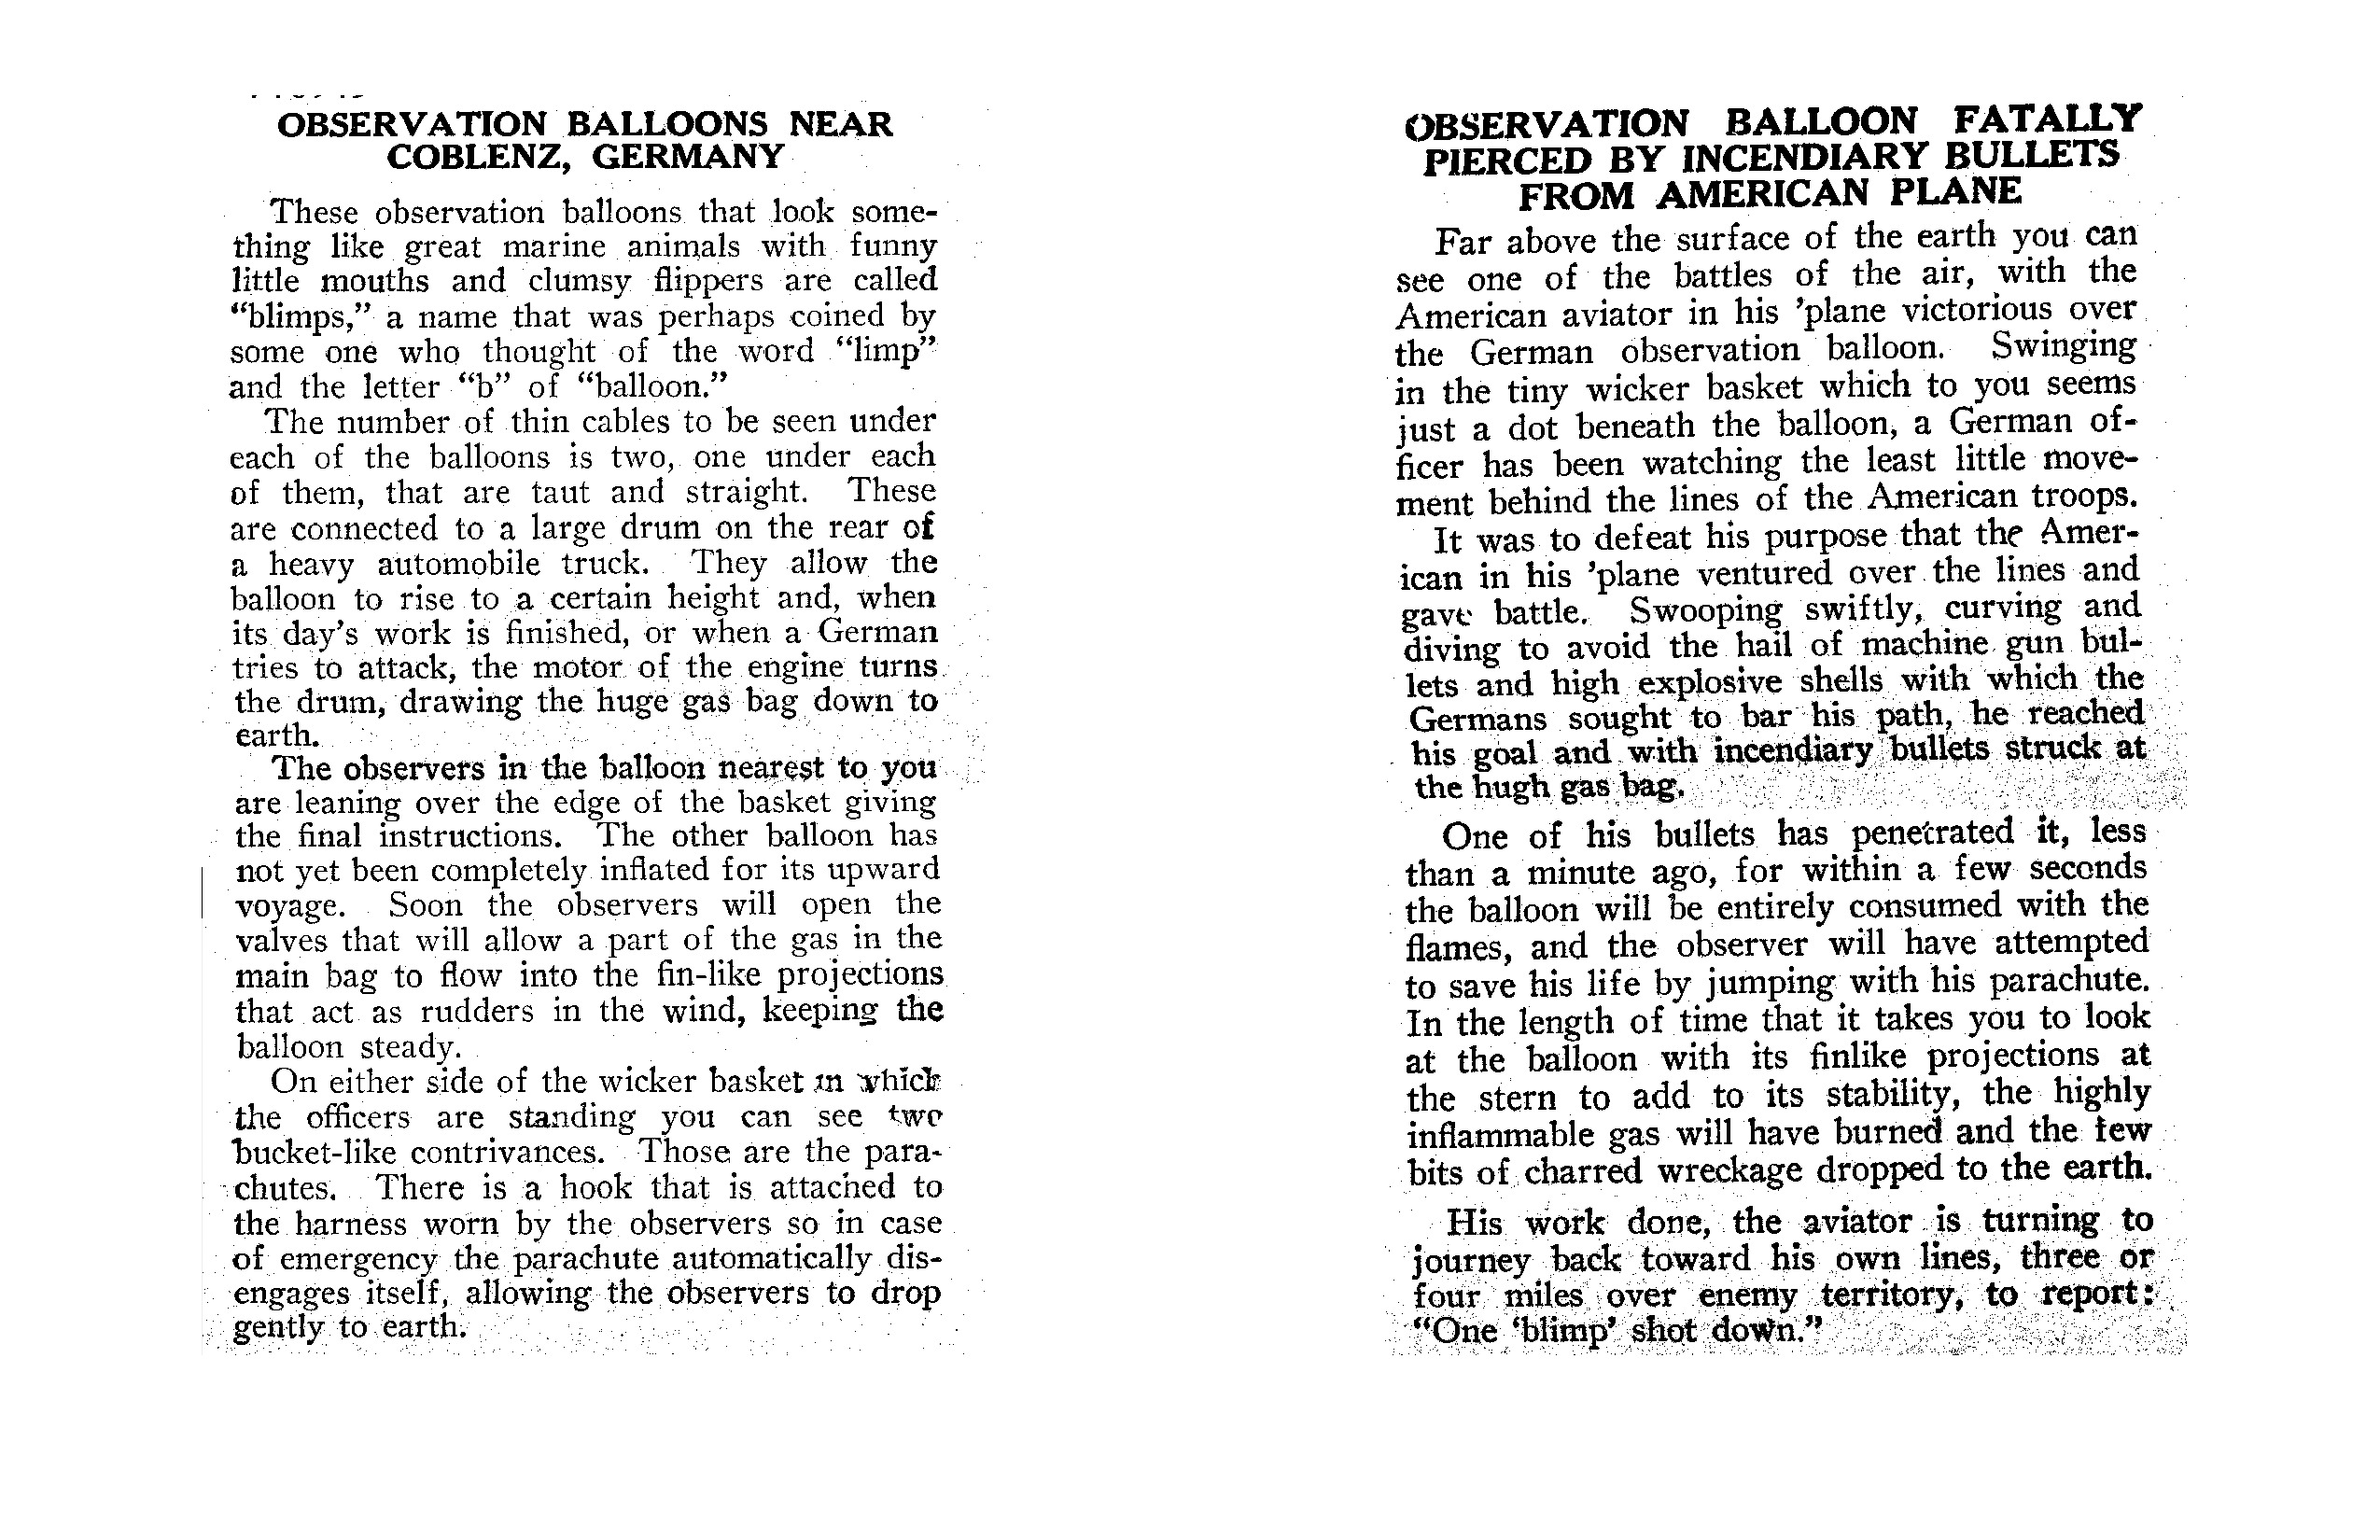 OBSERVATION BALLOONS NEAR
COBLENZ, GERMANY
These observation balloons that look some-
thing like great marine animals with funny
little mouths and clumsy flippers are called
“blimps,” a name that was perhaps coined by
some one who thought of the word “limp”
and the letter “b” of “balloon.”
The number of thin cables to be seen under
each of the balloons is two, one under each
of them, that are taut and straight. These
are connected to a large drum on the rear of
a heavy automobile truck. They allow the
balloon to rise to a certain height and, when
its day’s work is finished, or when a German
tries to attack, the motor of the engine turns
the drum, drawing the huge gas bag down to
earth.
The observers in the balloon nearest to you
are leaning over the edge of the basket giving
the final instructions. The other balloon has
not yet been completely inflated for its upward
voyage. Soon the observers will open the
valves that will allow a part of the gas in the
main bag to flow into the fin-like projections
that act as rudders in the wind, keeping the
balloon steady.
On either side of the wicker basket in which
the officers are standing you can see two
bucket-like contrivances. Those are the para-
chutes. There is a hook that is attached to
the harness worn by the observers so in case
of emergency the parachute automatically dis-
engages itself, allowing the observers to drop
gently to earth.
OBSERVATION BALLOON FATALLY
PIERCED BY INCENDIARY BULLETS
FROM AMERICAN PLANE
Far above the surface of the earth you can
see one of the battles of the air, with the
American aviator in his ’plane victorious over
the German observation balloon. Swinging
in the tiny wicker basket which to you seems
just a dot beneath the balloon, a German of-
ficer has been watching the least little move-
ment behind the lines of the American troops.
It was to defeat his purpose that the Amer-
ican in his ’plane ventured over the lines and
gave battle. Swooping swiftly, curving and
diving to avoid the hail of machine gun bul-
lets and high explosive shells with which the
Germans sought to bar his path, he reached
his goal and with incendiary bullets struck at
the hugh gas bag.
One of his bullets has penetrated it, less
than a minute ago, for within a few seconds
the balloon will be entirely consumed with the
flames, and the observer will have attempted
to save his life by jumping with his parachute.
In the length of time that it takes you to look
at the balloon with its finlike projections at
the stern to add to its stability, the highly
inflammable gas will have burned and the few
bits of charred wreckage dropped to the earth.
His work done, the aviator is turning to
journey back toward his own lines, three or
four miles over enemy territory, to report:
“One ‘blimp’ shot down.”